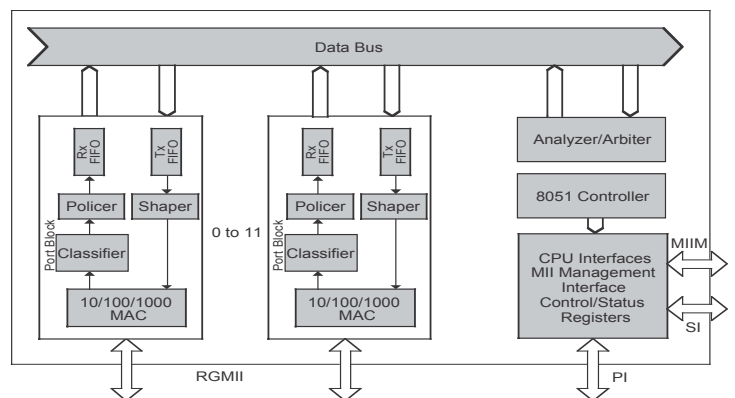 Data Bus
Rx
FIFO
Tx
FIFO
Policer
Shaper
Port Block
Classifier
10/100/1000
MAC
0 to 11
Rx
FIFO
Tx
FIFO
Policer
Shaper
Port Block
Classifier
10/100/1000
MAC
Analyzer/Arbiter
8051 Controller
CPU Interfaces
MII Management
Interface
Control/Status
Registers
MIIM
SI
RGMII
PI